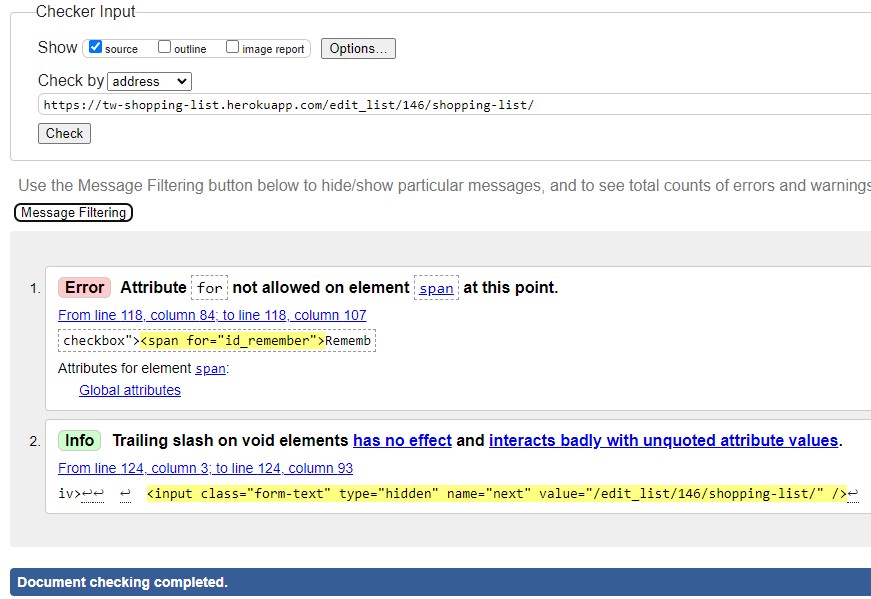 Checker Input
Show source outline image report Options...
Check by address
https://tw-shopping-list.herokuapp.com/edit_list/146/shopping-list/
Check
Use the Message Filtering button below to hide/show particular messages, and to see total counts of errors and warnings
Message Filtering
1. Error Attribute for not allowed on element span at this point.
From line 118, column 84; to line 118, column 107
checkbox"><span for="id_remember">Rememb
Attributes for element span:
Global attributes
2. Info Trailing slash on void elements has no effect and interacts badly with unquoted attribute values.
From line 124, column 3; to line 124, column 93
iv>↩↩ ↩ <input class="form-text" type="hidden" name="next" value="/edit_list/146/shopping-list/" />↩
Document checking completed.